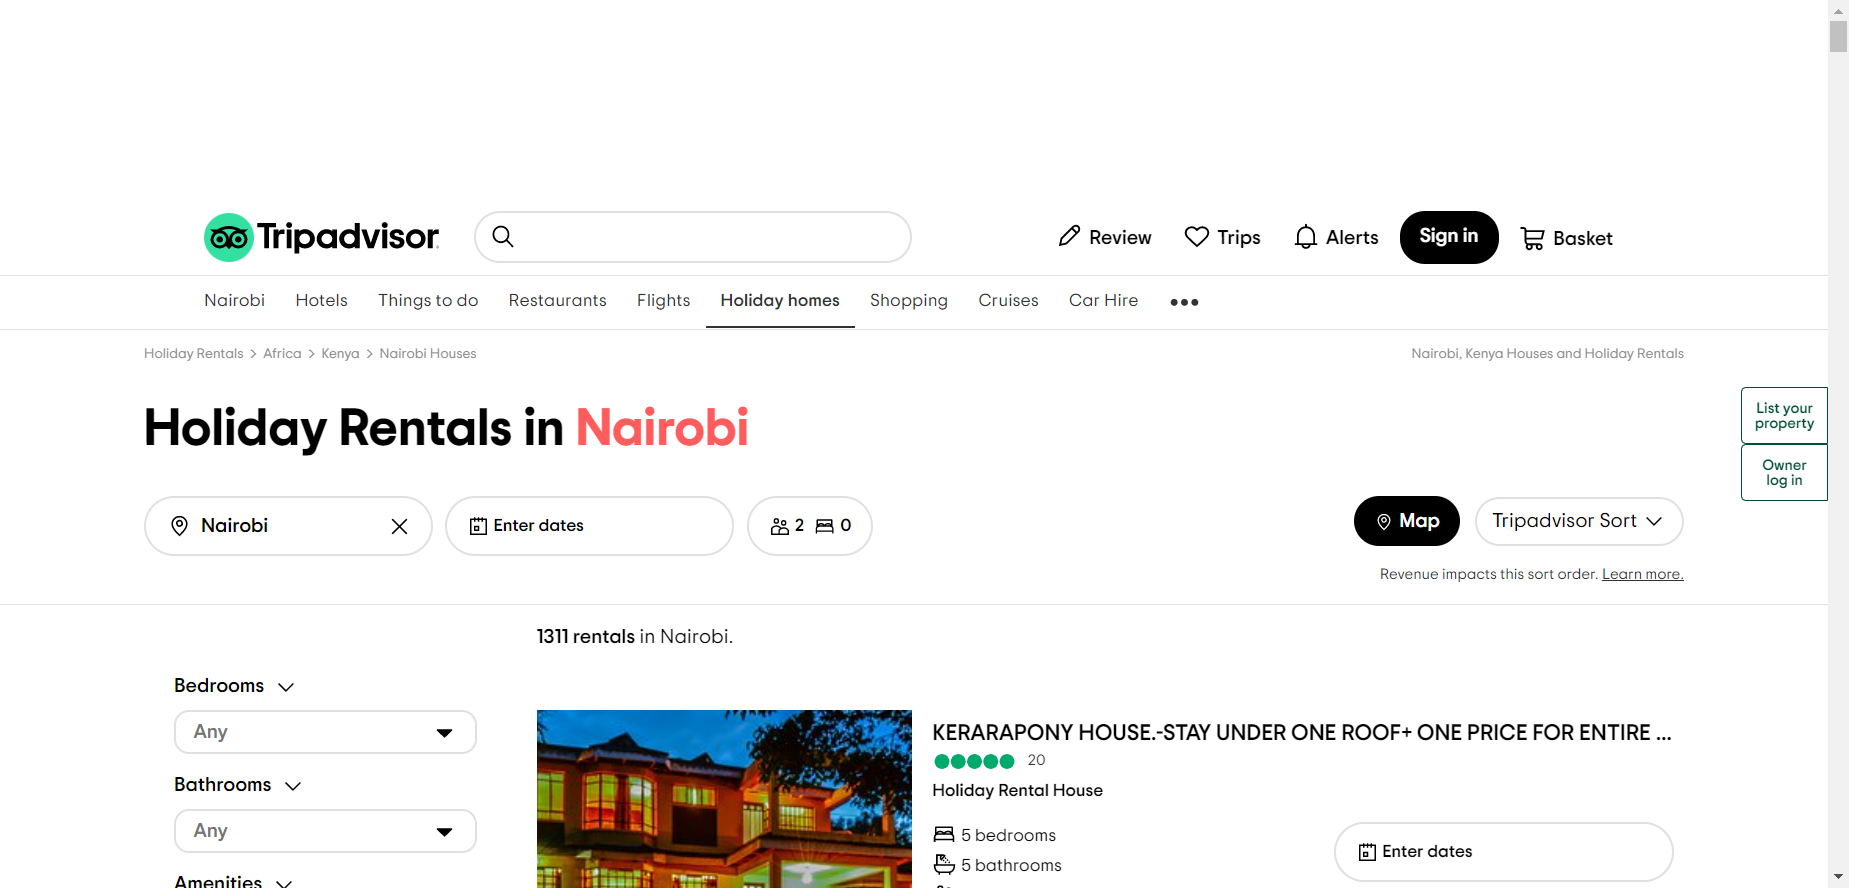 Tripadvisor
Review
Trips
Alerts
Sign in
Basket
Nairobi
Hotels
Things to do
Restaurants
Flights
Holiday homes
Shopping
Cruises
Car Hire
Holiday Rentals > Africa > Kenya > Nairobi Houses
Nairobi, Kenya Houses and Holiday Rentals
List your
property
Owner
log in
Holiday Rentals in Nairobi
Nairobi
Enter dates
2
0
Map
Tripadvisor Sort
Revenue impacts this sort order. Learn more.
1311 rentals in Nairobi.
Bedrooms
Any
Bathrooms
Any
Amenities
KERARAPONY HOUSE.-STAY UNDER ONE ROOF+ ONE PRICE FOR ENTIRE ...
20
Holiday Rental House
5 bedrooms
5 bathrooms
Enter dates